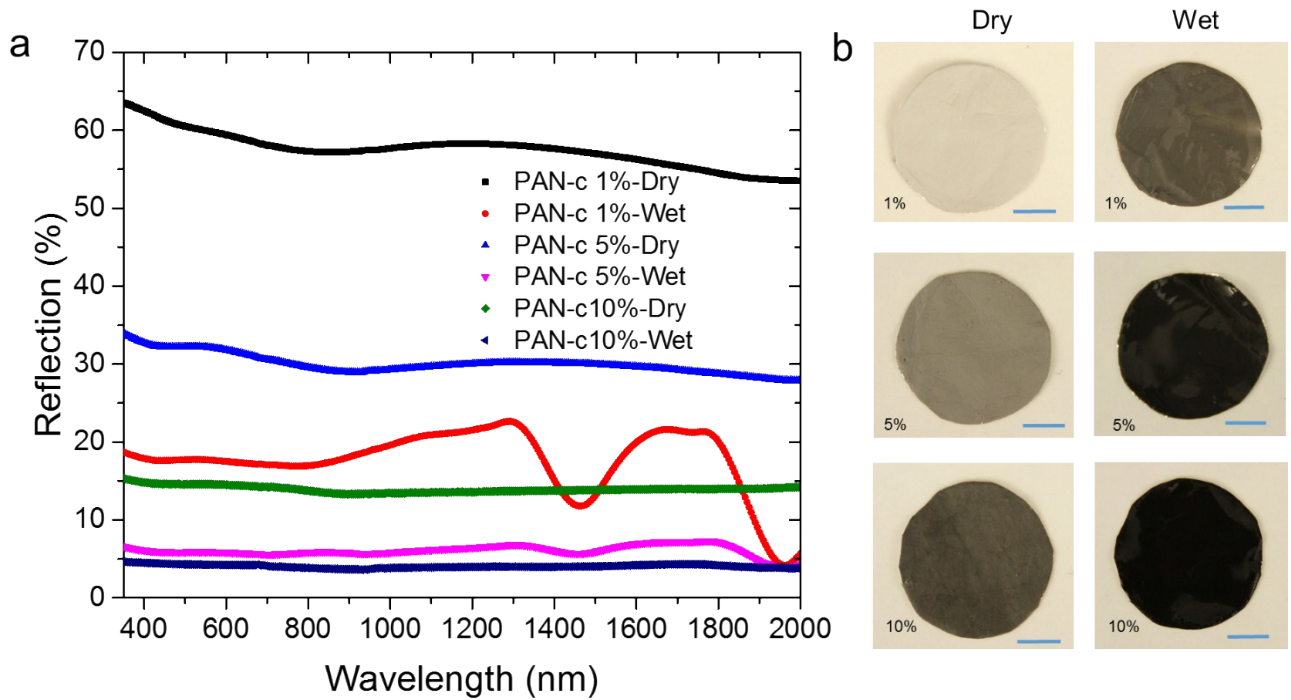 a
70
60
50
40
30
20
10
0
Reflection (%)
PAN-c 1%-Dry
PAN-c 1%-Wet
PAN-c 5%-Dry
PAN-c 5%-Wet
PAN-c10%-Dry
PAN-c10%-Wet
400 600 800 1000 1200 1400 1600 1800 2000
Wavelength (nm)
b
Dry Wet
1% 1%
5% 5%
10% 10%